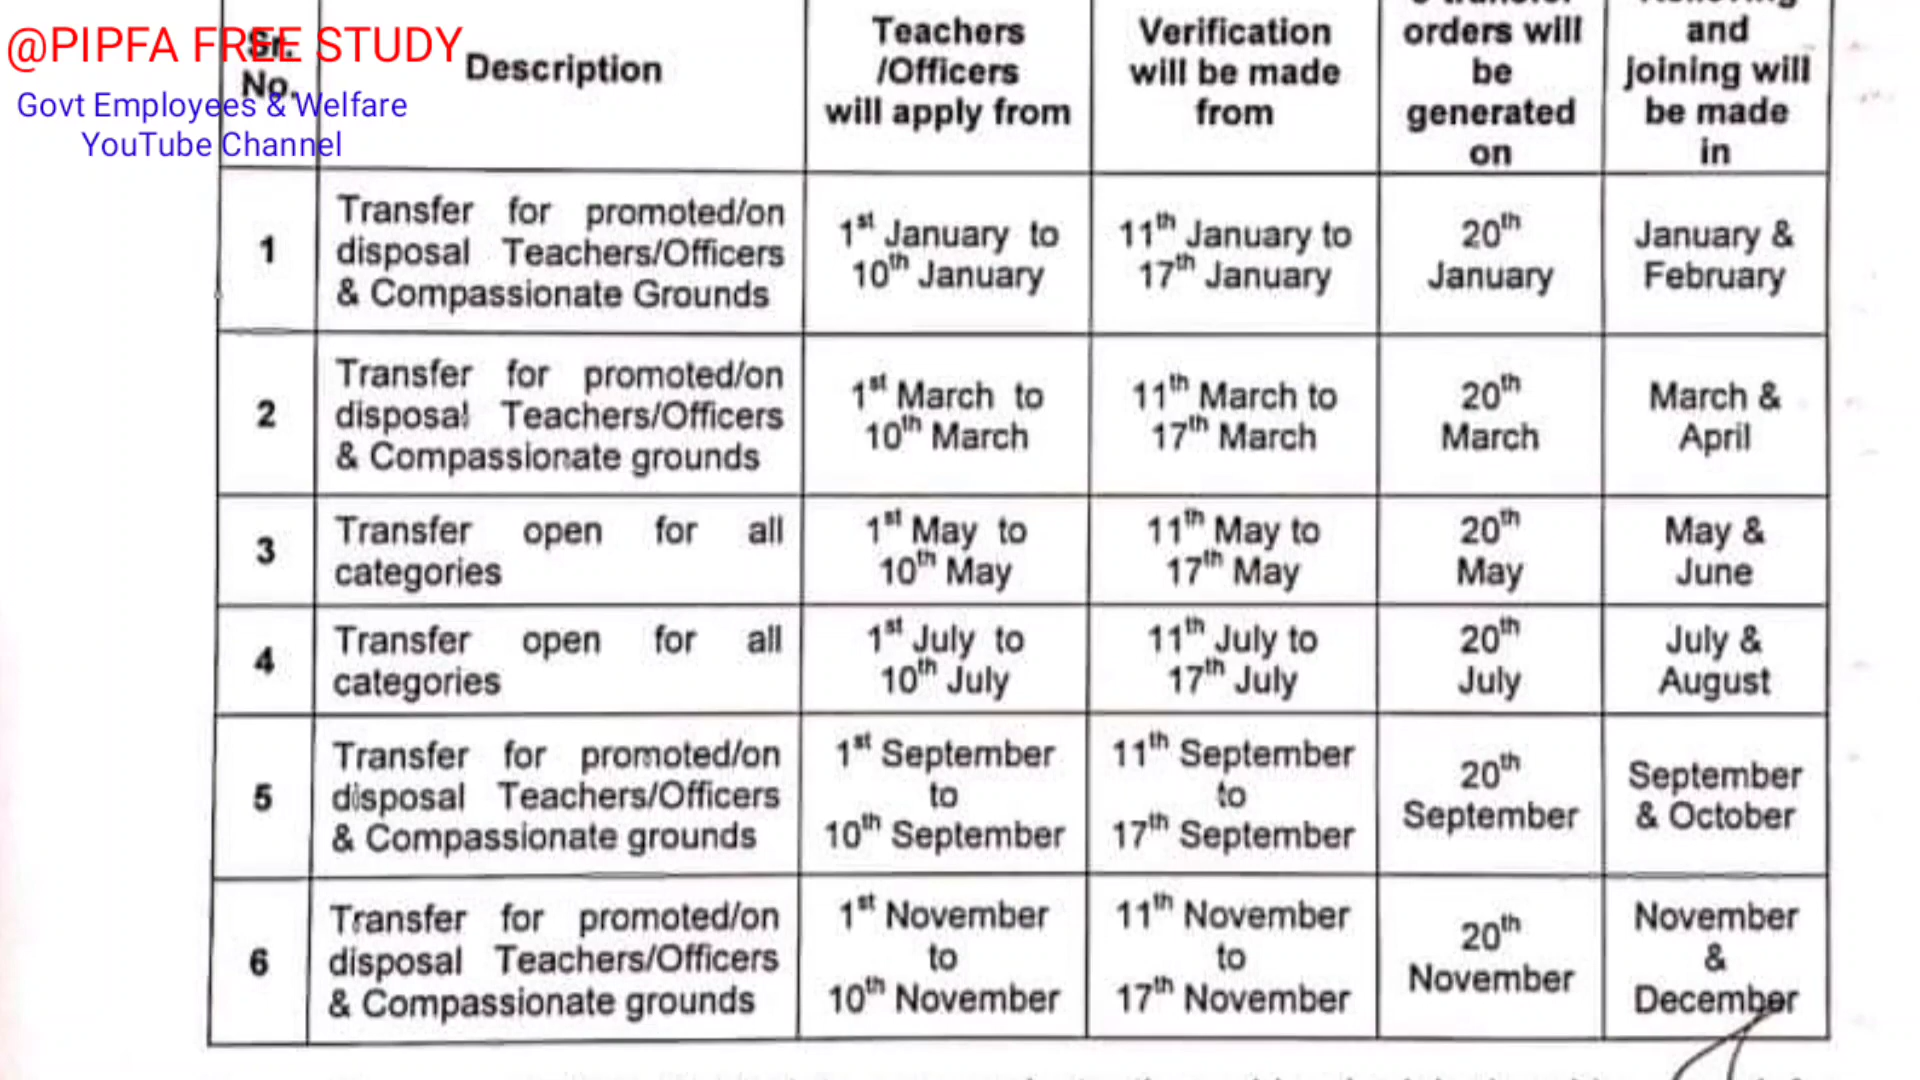 @PIPFA FREE STUDY
Govt Employees & Welfare
YouTube Channel
Sr.
No.
Description
Teachers
/Officers
will apply from
Verification
will be made
from
orders will
be
generated
on
and
joining will
be made
in
1
Transfer for promoted/on
disposal Teachers/Officers
& Compassionate Grounds
1st January to
10th January
11th January to
17th January
20th
January
January &
February
2
Transfer for promoted/on
disposal Teachers/Officers
& Compassionate grounds
1st March to
10th March
11th March to
17th March
20th
March
March &
April
3
Transfer open for all
categories
1st May to
10th May
11th May to
17th May
20th
May
May &
June
4
Transfer open for all
categories
1st July to
10th July
11th July to
17th July
20th
July
July &
August
5
Transfer for promoted/on
disposal Teachers/Officers
& Compassionate grounds
1st September
to
10th September
11th September
to
17th September
20th
September
September
& October
6
Transfer for promoted/on
disposal Teachers/Officers
& Compassionate grounds
1st November
to
10th November
11th November
to
17th November
20th
November
November
&
December